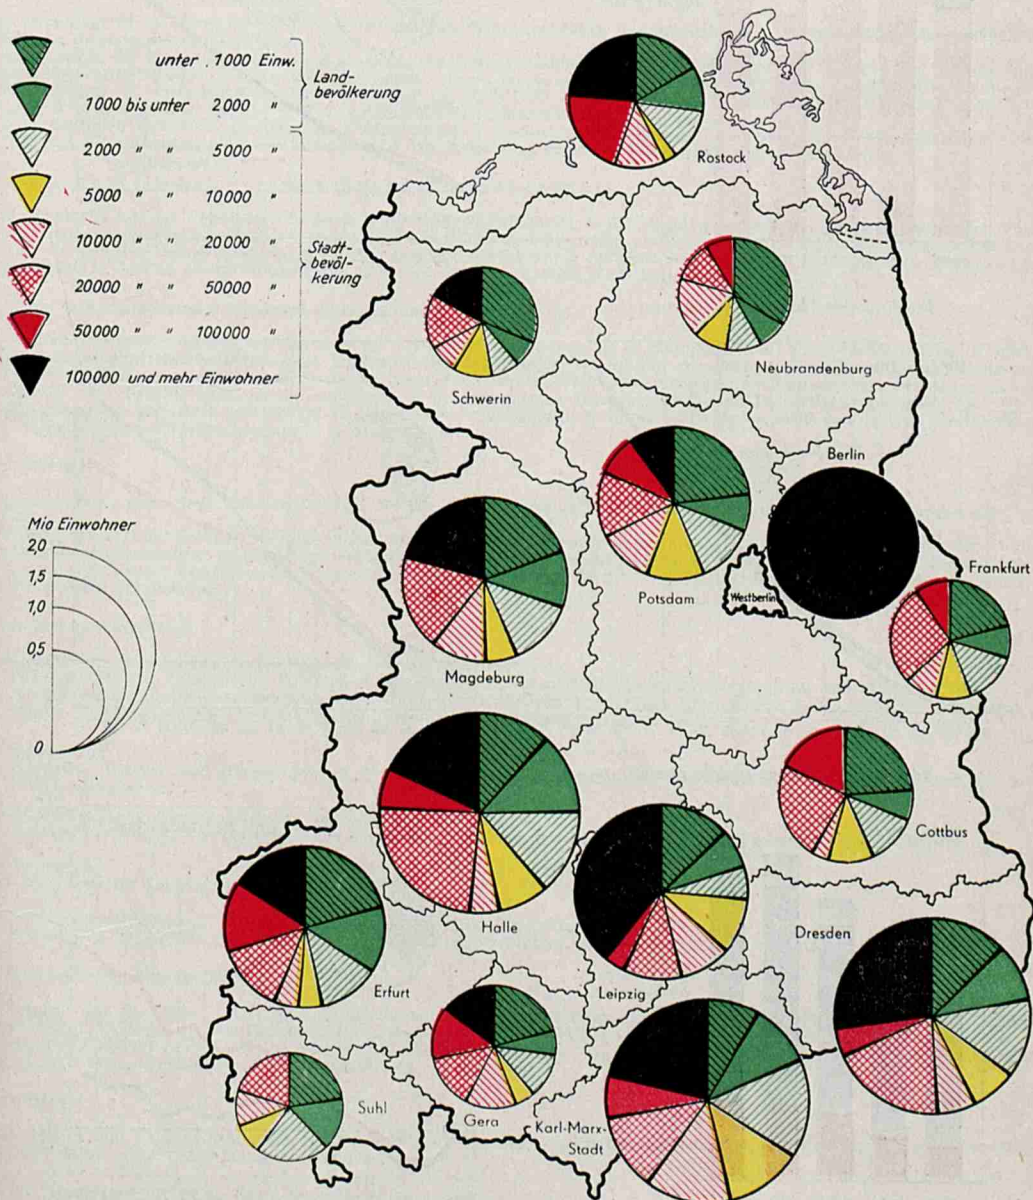 unter 1000 Einw.
1000 bis unter 2000 "
Land-
bevölkerung
2000 " " 5000 "
5000 " " 10000 "
10000 " " 20000 "
20000 " " 50000 "
50000 " " 100000 "
100000 und mehr Einwohner
Stadt-
bevöl-
kerung
Mio Einwohner
2,0
1,5
1,0
0,5
0
Rostock
Schwerin
Neubrandenburg
Berlin
Frankfurt
Potsdam
Westberlin
Magdeburg
Cottbus
Halle
Dresden
Leipzig
Erfurt
Suhl
Gera
Karl-Marx-
Stadt